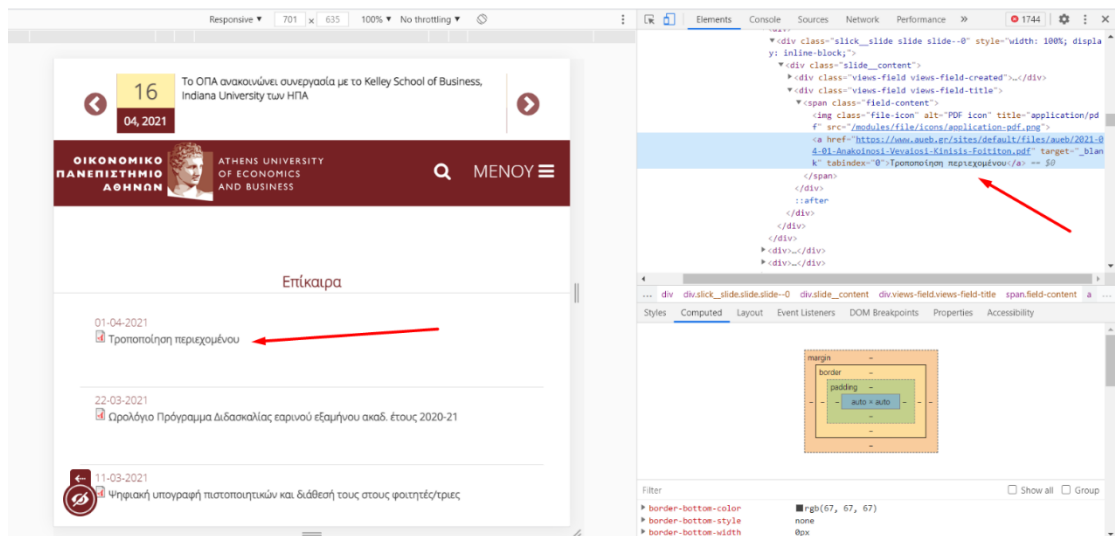 Responsive ▼ 701 x 635 100% ▼ No throttling ▼
Elements Console Sources Network Performance » 1744
16
04, 2021
Το ΟΠΑ ανακοινώνει συνεργασία με το Kelley School of Business,
Indiana University των ΗΠΑ
ΟΙΚΟΝΟΜΙΚΟ
ΠΑΝΕΠΙΣΤΗΜΙΟ
ΑΘΗΝΩΝ
ATHENS UNIVERSITY
OF ECONOMICS
AND BUSINESS
ΜΕΝΟΥ
Επίκαιρα
01-04-2021
Τροποποίηση περιεχομένου
22-03-2021
Ωρολόγιο Πρόγραμμα Διδασκαλίας εαρινού εξαμήνου ακαδ. έτους 2020-21
11-03-2021
Ψηφιακή υπογραφή πιστοποιητικών και διάθεσή τους στους φοιτητές/τριες
▼<div class="slick__slide slide slide--0" style="width: 100%; displa
y: inline-block;">
▼<div class="slide__content">
▶<div class="views-field views-field-created">…</div>
▼<div class="views-field views-field-title">
▼<span class="field-content">
<img class="file-icon" alt="PDF icon" title="application/pd
f" src="/modules/file/icons/application-pdf.png">
<a href="https://www.aueb.gr/sites/default/files/aueb/2021-0
4-01-Anakoinosi-Vevaiosi-Kinisis-Foititon.pdf" target="_blan
k" tabindex="0">Τροποποίηση περιεχομένου</a> == $0
</span>
</div>
::after
</div>
</div>
</div>
▶<div>…</div>
▶<div>…</div>
… div div.slick__slide.slide.slide--0 div.slide__content div.views-field.views-field-title span.field-content a …
Styles Computed Layout Event Listeners DOM Breakpoints Properties Accessibility
margin –
border –
padding –
– – – auto × auto – – –
–
–
–
Filter Show all Group
▶ border-bottom-color rgb(67, 67, 67)
▶ border-bottom-style none
▶ border-bottom-width 0px